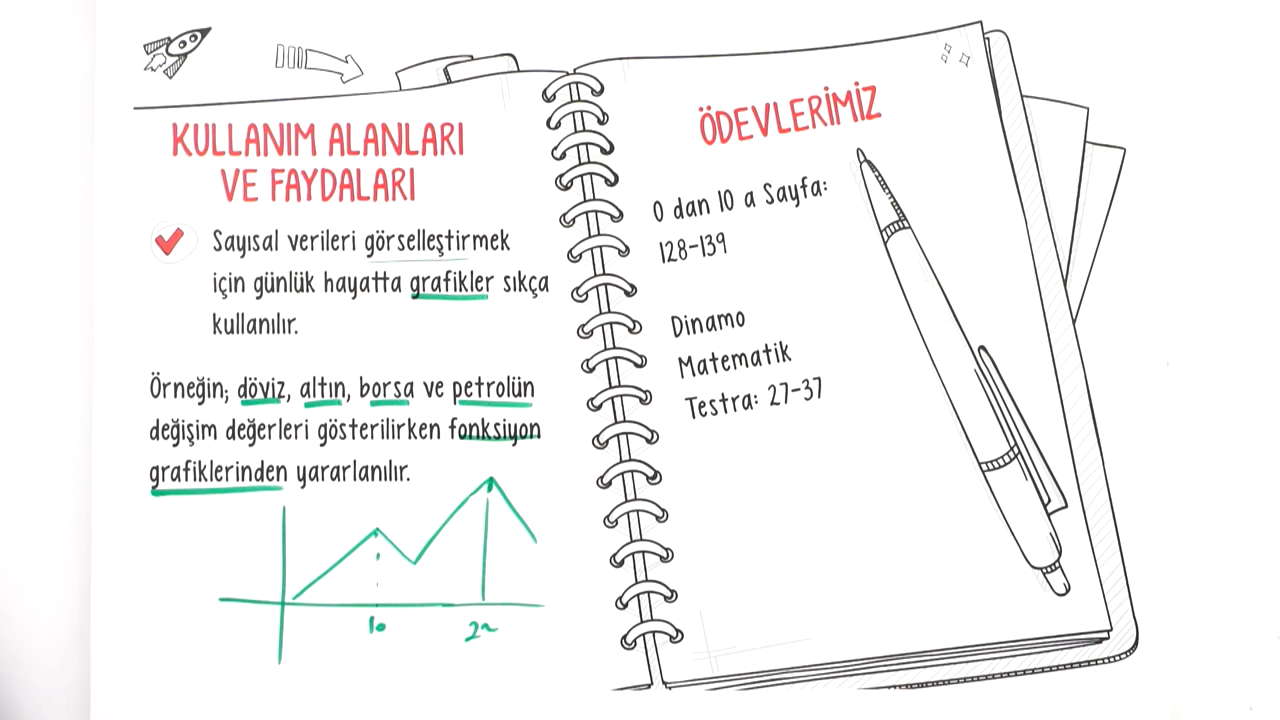 KULLANIM ALANLARI
VE FAYDALARI
Sayısal verileri görselleştirmek
için günlük hayatta grafikler sıkça
kullanılır.
Örneğin; döviz, altın, borsa ve petrolün
değişim değerleri gösterilirken fonksiyon
grafiklerinden yararlanılır.
10
ÖDEVLERİMİZ
0 dan 10 a Sayfa:
128-139
Dinamo
Matematik
Testra: 27-37